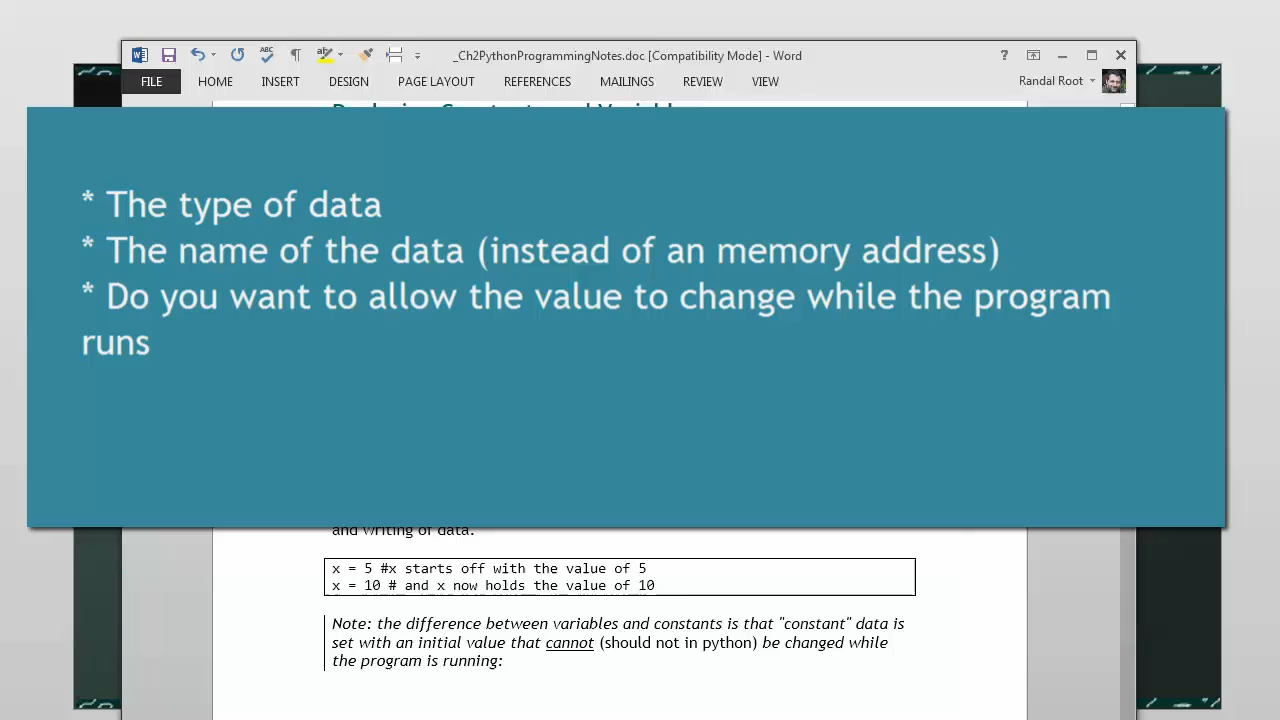 _Ch2PythonProgrammingNotes.doc [Compatibility Mode] - Word
FILE HOME INSERT DESIGN PAGE LAYOUT REFERENCES MAILINGS REVIEW VIEW Randal Root
* The type of data
* The name of the data (instead of an memory address)
* Do you want to allow the value to change while the program
runs
and writing of data.
x = 5 #x starts off with the value of 5
x = 10 # and x now holds the value of 10
Note: the difference between variables and constants is that "constant" data is
set with an initial value that cannot (should not in python) be changed while
the program is running: